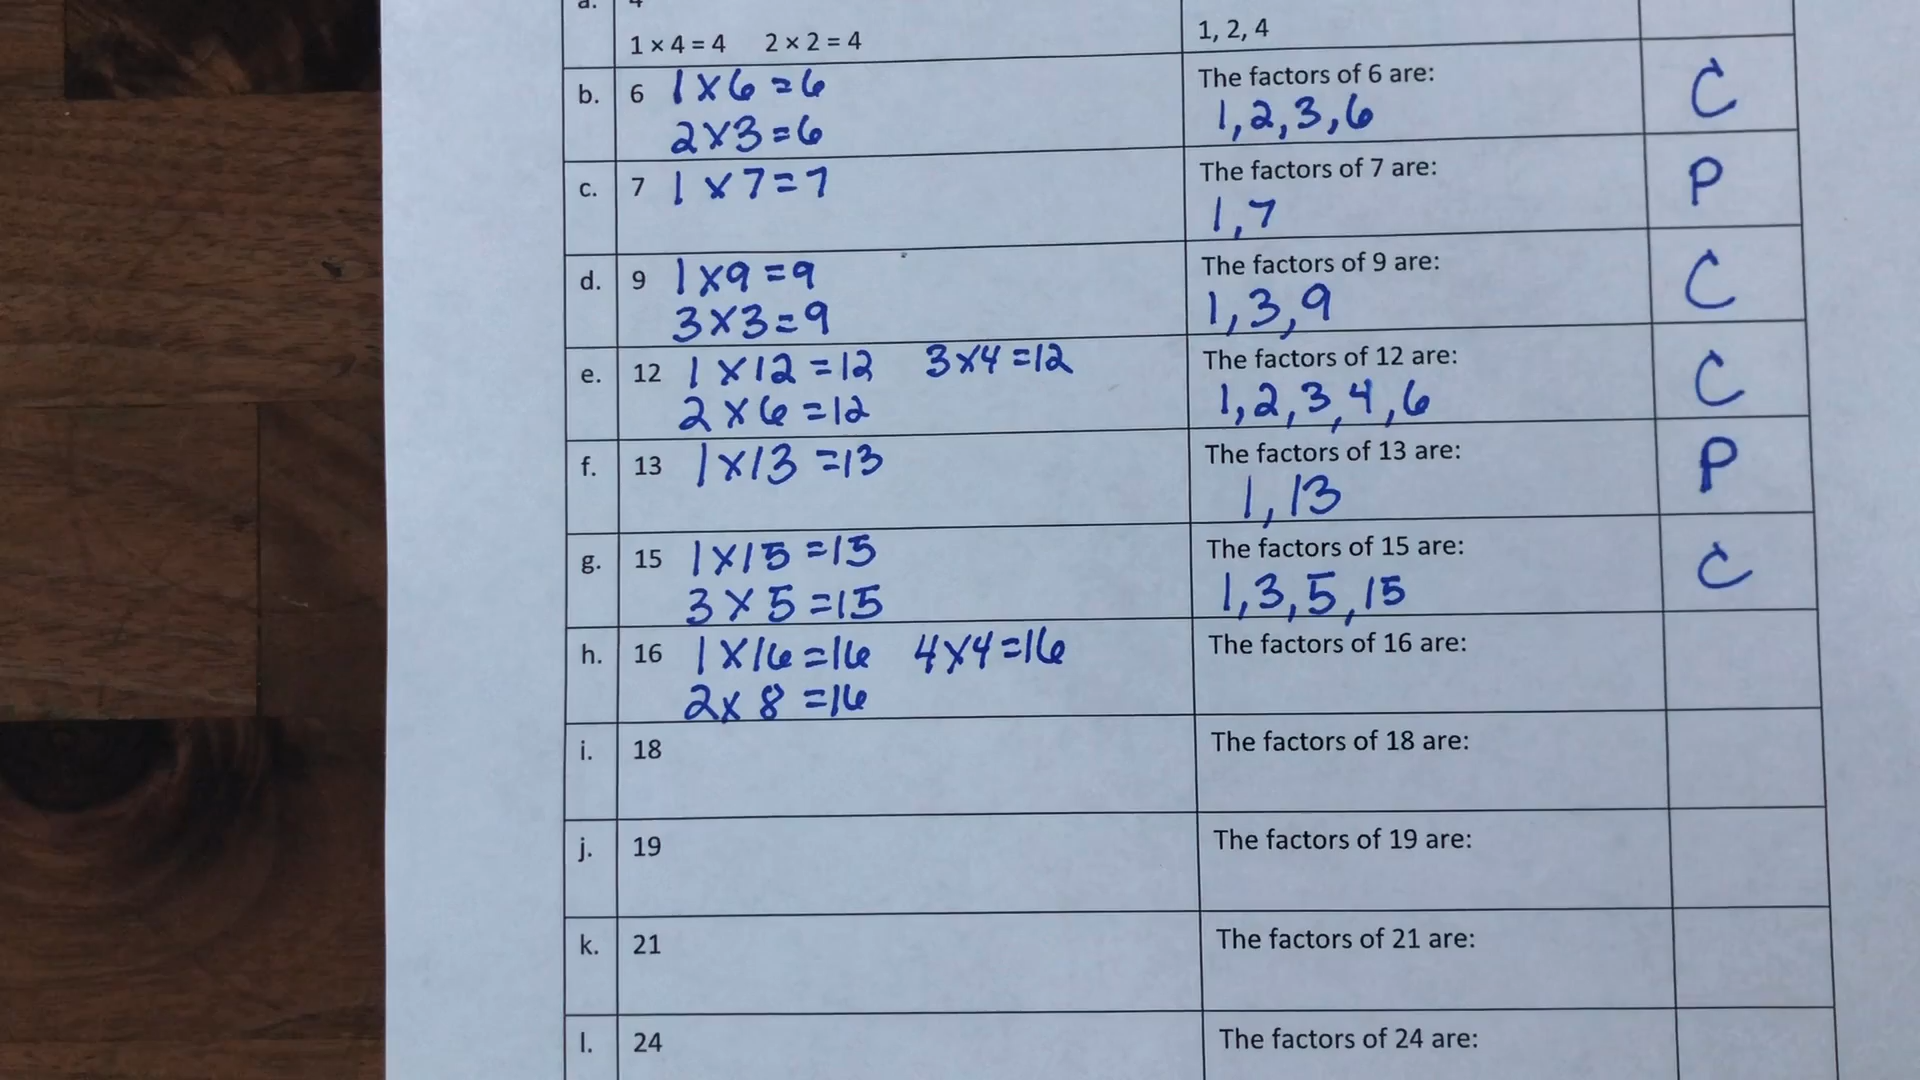 a. 4
1 × 4 = 4 2 × 2 = 4
1, 2, 4
b. 6 1 × 6 = 6
2 × 3 = 6
The factors of 6 are:
1, 2, 3, 6
C
c. 7 1 × 7 = 7
The factors of 7 are:
1, 7
P
d. 9 1 × 9 = 9
3 × 3 = 9
The factors of 9 are:
1, 3, 9
C
e. 12 1 × 12 = 12 3 × 4 = 12
2 × 6 = 12
The factors of 12 are:
1, 2, 3, 4, 6
C
f. 13 1 × 13 = 13
The factors of 13 are:
1, 13
P
g. 15 1 × 15 = 15
3 × 5 = 15
The factors of 15 are:
1, 3, 5, 15
C
h. 16 1 × 16 = 16 4 × 4 = 16
2 × 8 = 16
The factors of 16 are:
i. 18
The factors of 18 are:
j. 19
The factors of 19 are:
k. 21
The factors of 21 are:
l. 24
The factors of 24 are: